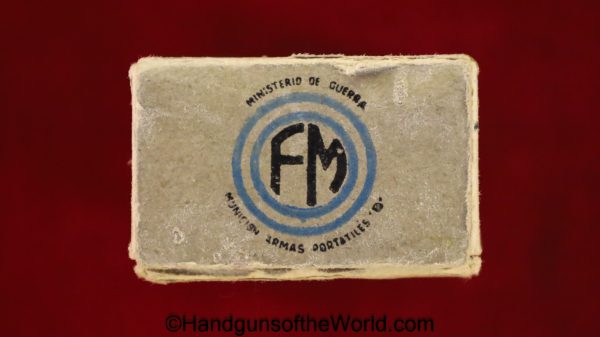 MINISTERIO DE GUERRA
FM
MUNICION ARMAS PORTATILES "B"
©HandgunsoftheWorld.com